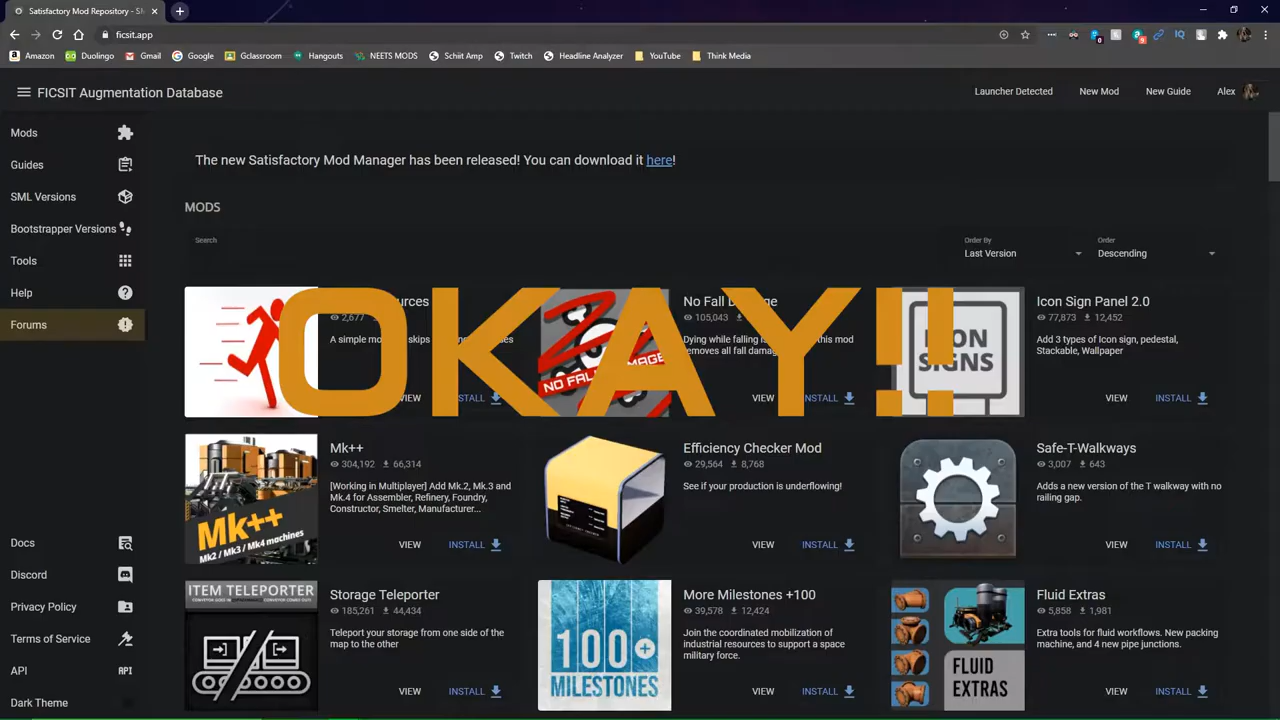 Satisfactory Mod Repository - S
ficsit.app
Amazon
Duolingo
Gmail
Google
Gclassroom
Hangouts
NEETS MODS
Schiit Amp
Twitch
Headline Analyzer
YouTube
Think Media
FICSIT Augmentation Database
Launcher Detected
New Mod
New Guide
Alex
Mods
Guides
SML Versions
Bootstrapper Versions
Tools
Help
Forums
Docs
Discord
Privacy Policy
Terms of Service
API
API
Dark Theme
The new Satisfactory Mod Manager has been released! You can download it here!
MODS
Search
Order By
Last Version
Order
Descending
OKAY!!
2,677
A simple
skips
VIEW
INSTALL
NO FALL DAMAGE
No Fall Damage
105,043
Dying while falling
this mod
removes all fall damage
VIEW
INSTALL
ICON
SIGNS
Icon Sign Panel 2.0
77,873 12,452
Add 3 types of Icon sign, pedestal,
Stackable, Wallpaper
VIEW
INSTALL
Mk++
Mk2 / Mk3 / Mk4 machines
Mk++
304,192 66,314
[Working in Multiplayer] Add Mk.2, Mk.3 and
Mk.4 for Assembler, Refinery, Foundry,
Constructor, Smelter, Manufacturer...
VIEW
INSTALL
Efficiency Checker Mod
29,564 8,768
See if your production is underflowing!
VIEW
INSTALL
Safe-T-Walkways
3,007 643
Adds a new version of the T walkway with no
railing gap.
VIEW
INSTALL
ITEM TELEPORTER
Storage Teleporter
185,261 44,434
Teleport your storage from one side of the
map to the other
VIEW
INSTALL
100
MILESTONES
More Milestones +100
39,578 12,424
Join the coordinated mobilization of
industrial resources to support a space
military force.
VIEW
INSTALL
FLUID
EXTRAS
Fluid Extras
5,858 1,981
Extra tools for fluid workflows. New packing
machine, and 4 new pipe junctions.
VIEW
INSTALL